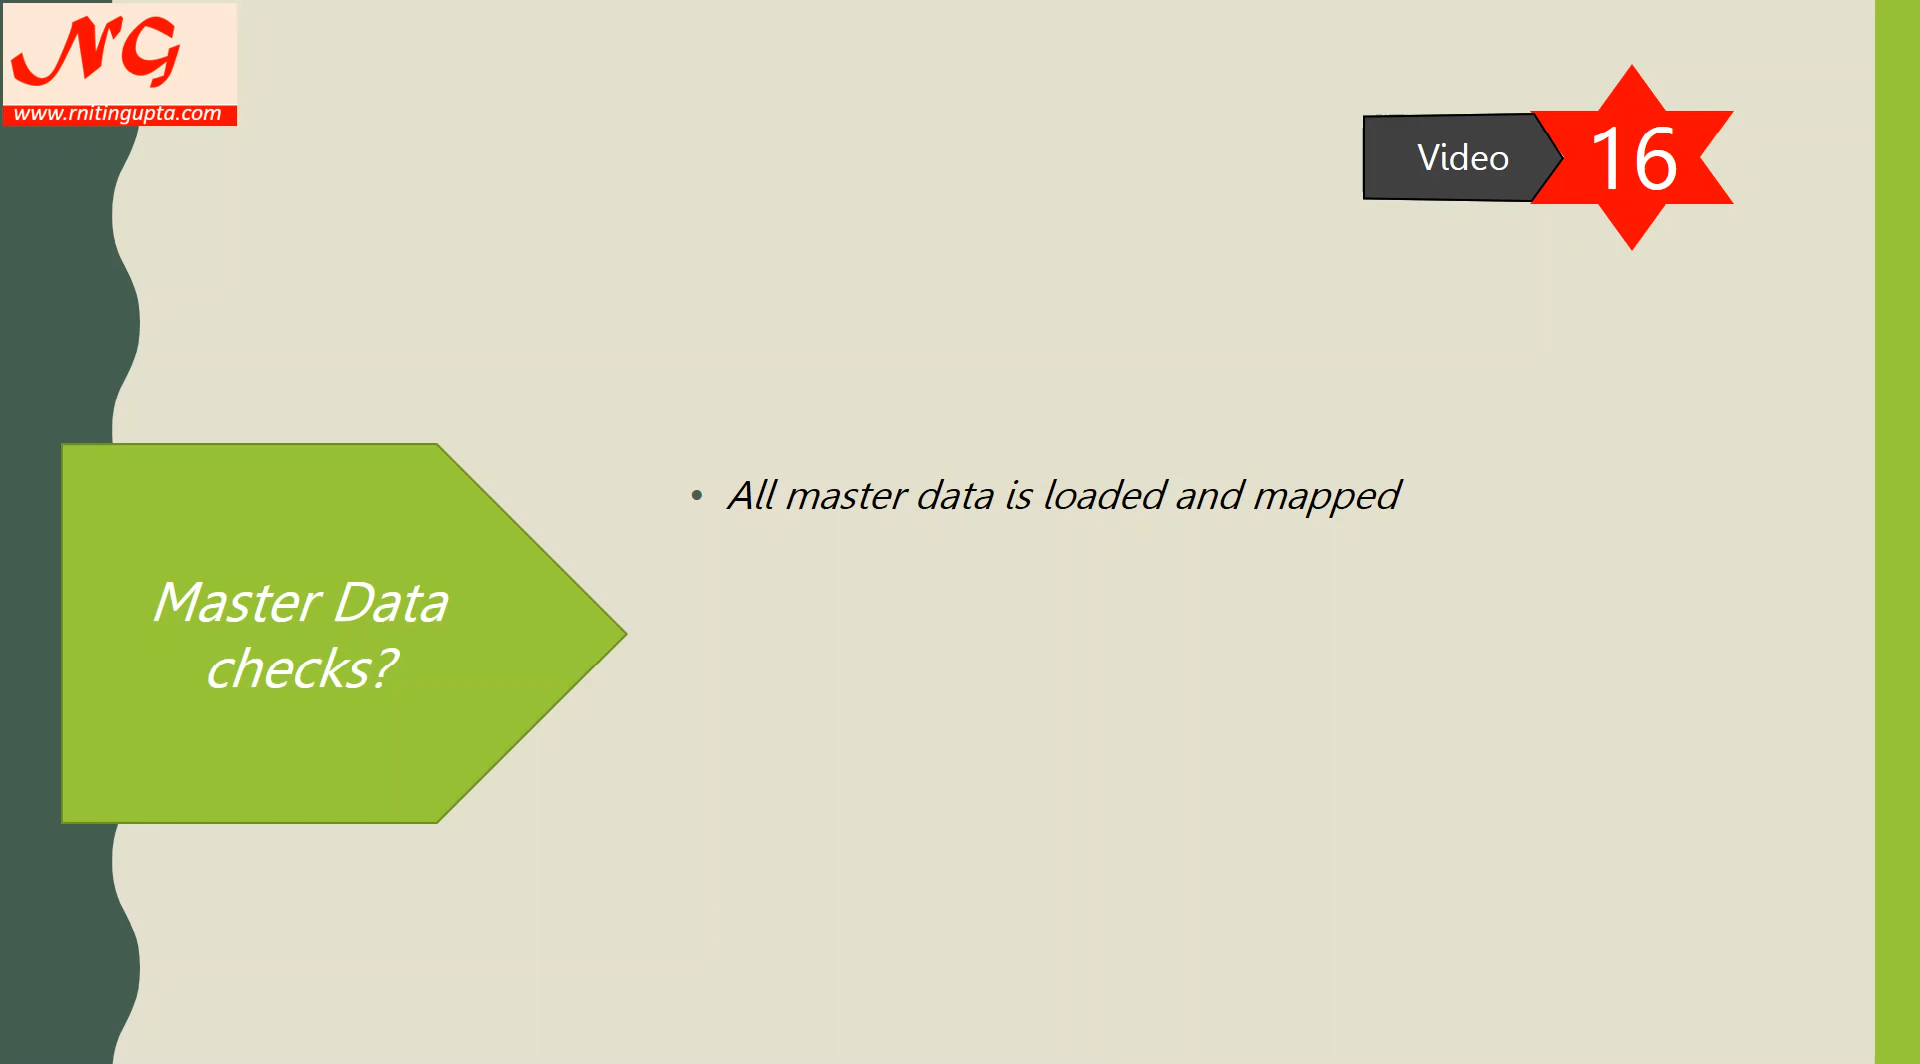 NG
www.rnitingupta.com
Video
16
• All master data is loaded and mapped
Master Data
checks?